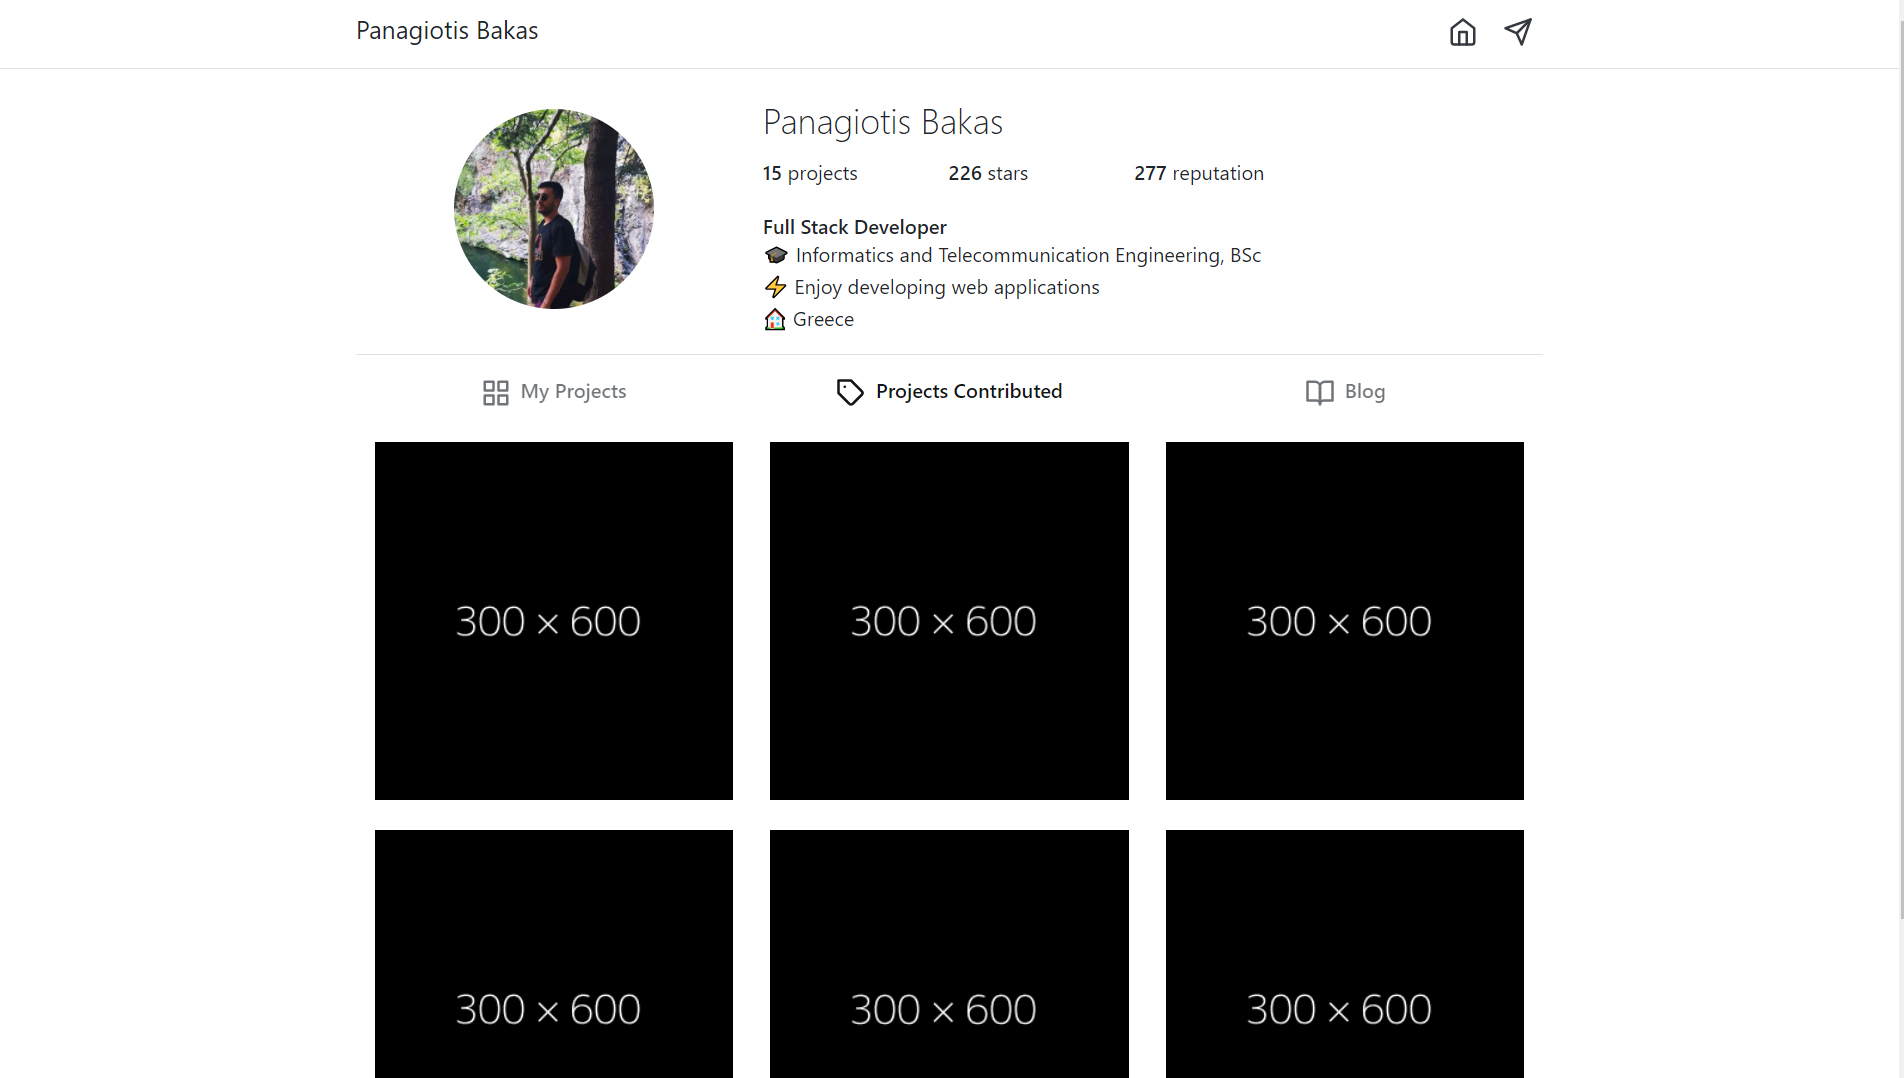 Panagiotis Bakas
Panagiotis Bakas
15 projects 226 stars 277 reputation
Full Stack Developer
🎓 Informatics and Telecommunication Engineering, BSc
⚡ Enjoy developing web applications
🏠 Greece
My Projects Projects Contributed Blog
300 × 600 300 × 600 300 × 600
300 × 600 300 × 600 300 × 600